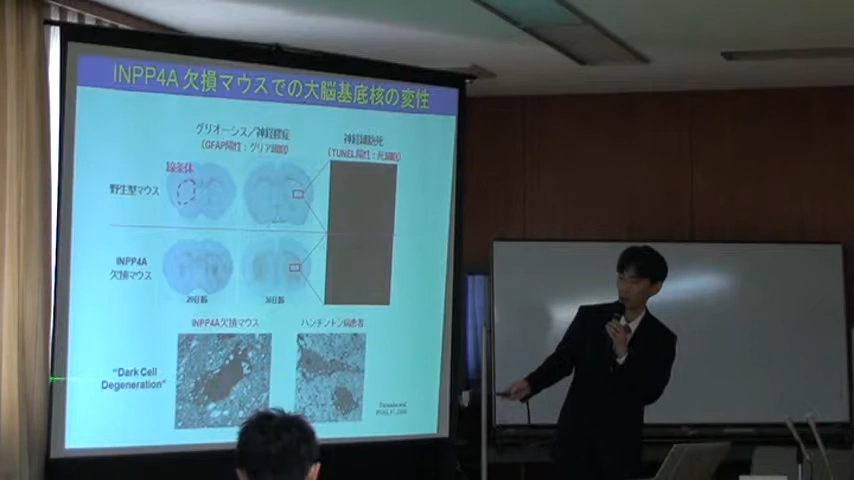 INPP4A 欠損マウスでの大脳基底核の変性
グリオーシス／神経膠症
(GFAP陽性：グリア細胞)
神経細胞死
(TUNEL陽性：死細胞)
線条体
野生型マウス
INPP4A
欠損マウス
INPP4A欠損マウス
ハンチントン病患者
"Dark Cell
Degeneration"